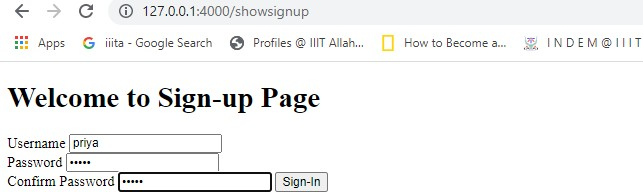 127.0.0.1:4000/showsignup
Apps iiita - Google Search Profiles @ IIIT Allah... How to Become a... I N D E M @ I I I T
Welcome to Sign-up Page
Username priya
Password •••••
Confirm Password ••••• Sign-In